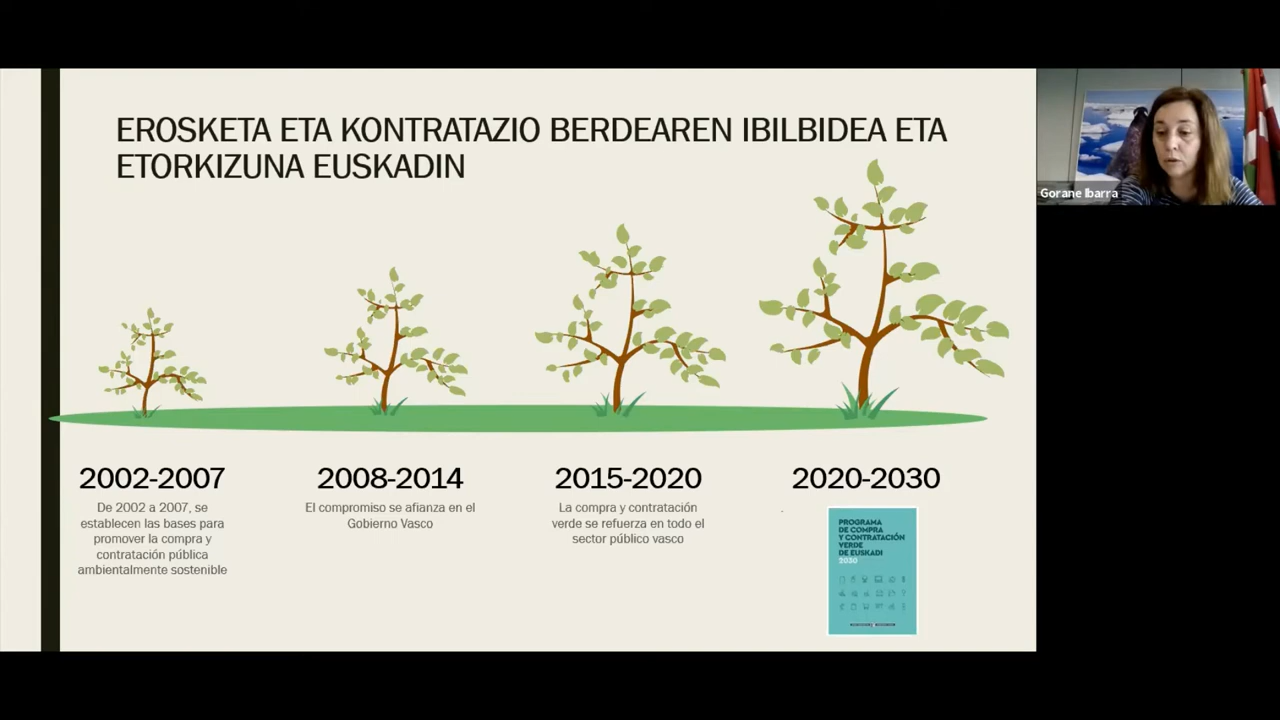 EROSKETA ETA KONTRATAZIO BERDEAREN IBILBIDEA ETA
ETORKIZUNA EUSKADIN
Gorane Ibarra
2002-2007
De 2002 a 2007, se
establecen las bases para
promover la compra y
contratación pública
ambientalmente sostenible
2008-2014
El compromiso se afianza en el
Gobierno Vasco
2015-2020
La compra y contratación
verde se refuerza en todo el
sector público vasco
2020-2030
.
PROGRAMA
DE COMPRA
Y CONTRATACIÓN
VERDE
DE EUSKADI
2030